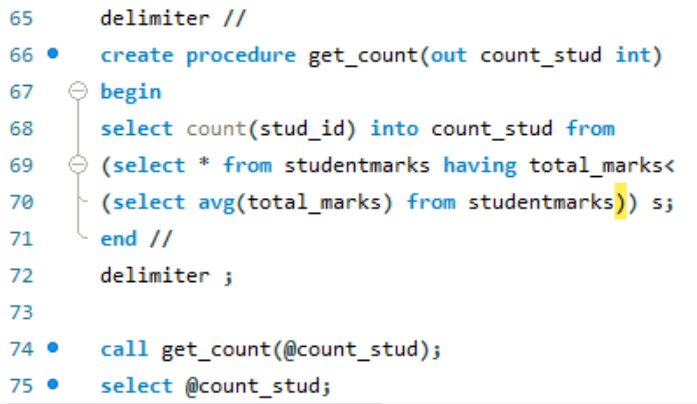 65 delimiter //
66 create procedure get_count(out count_stud int)
67 begin
68 select count(stud_id) into count_stud from
69 (select * from studentmarks having total_marks<
70 (select avg(total_marks) from studentmarks)) s;
71 end //
72 delimiter ;
73
74 call get_count(@count_stud);
75 select @count_stud;